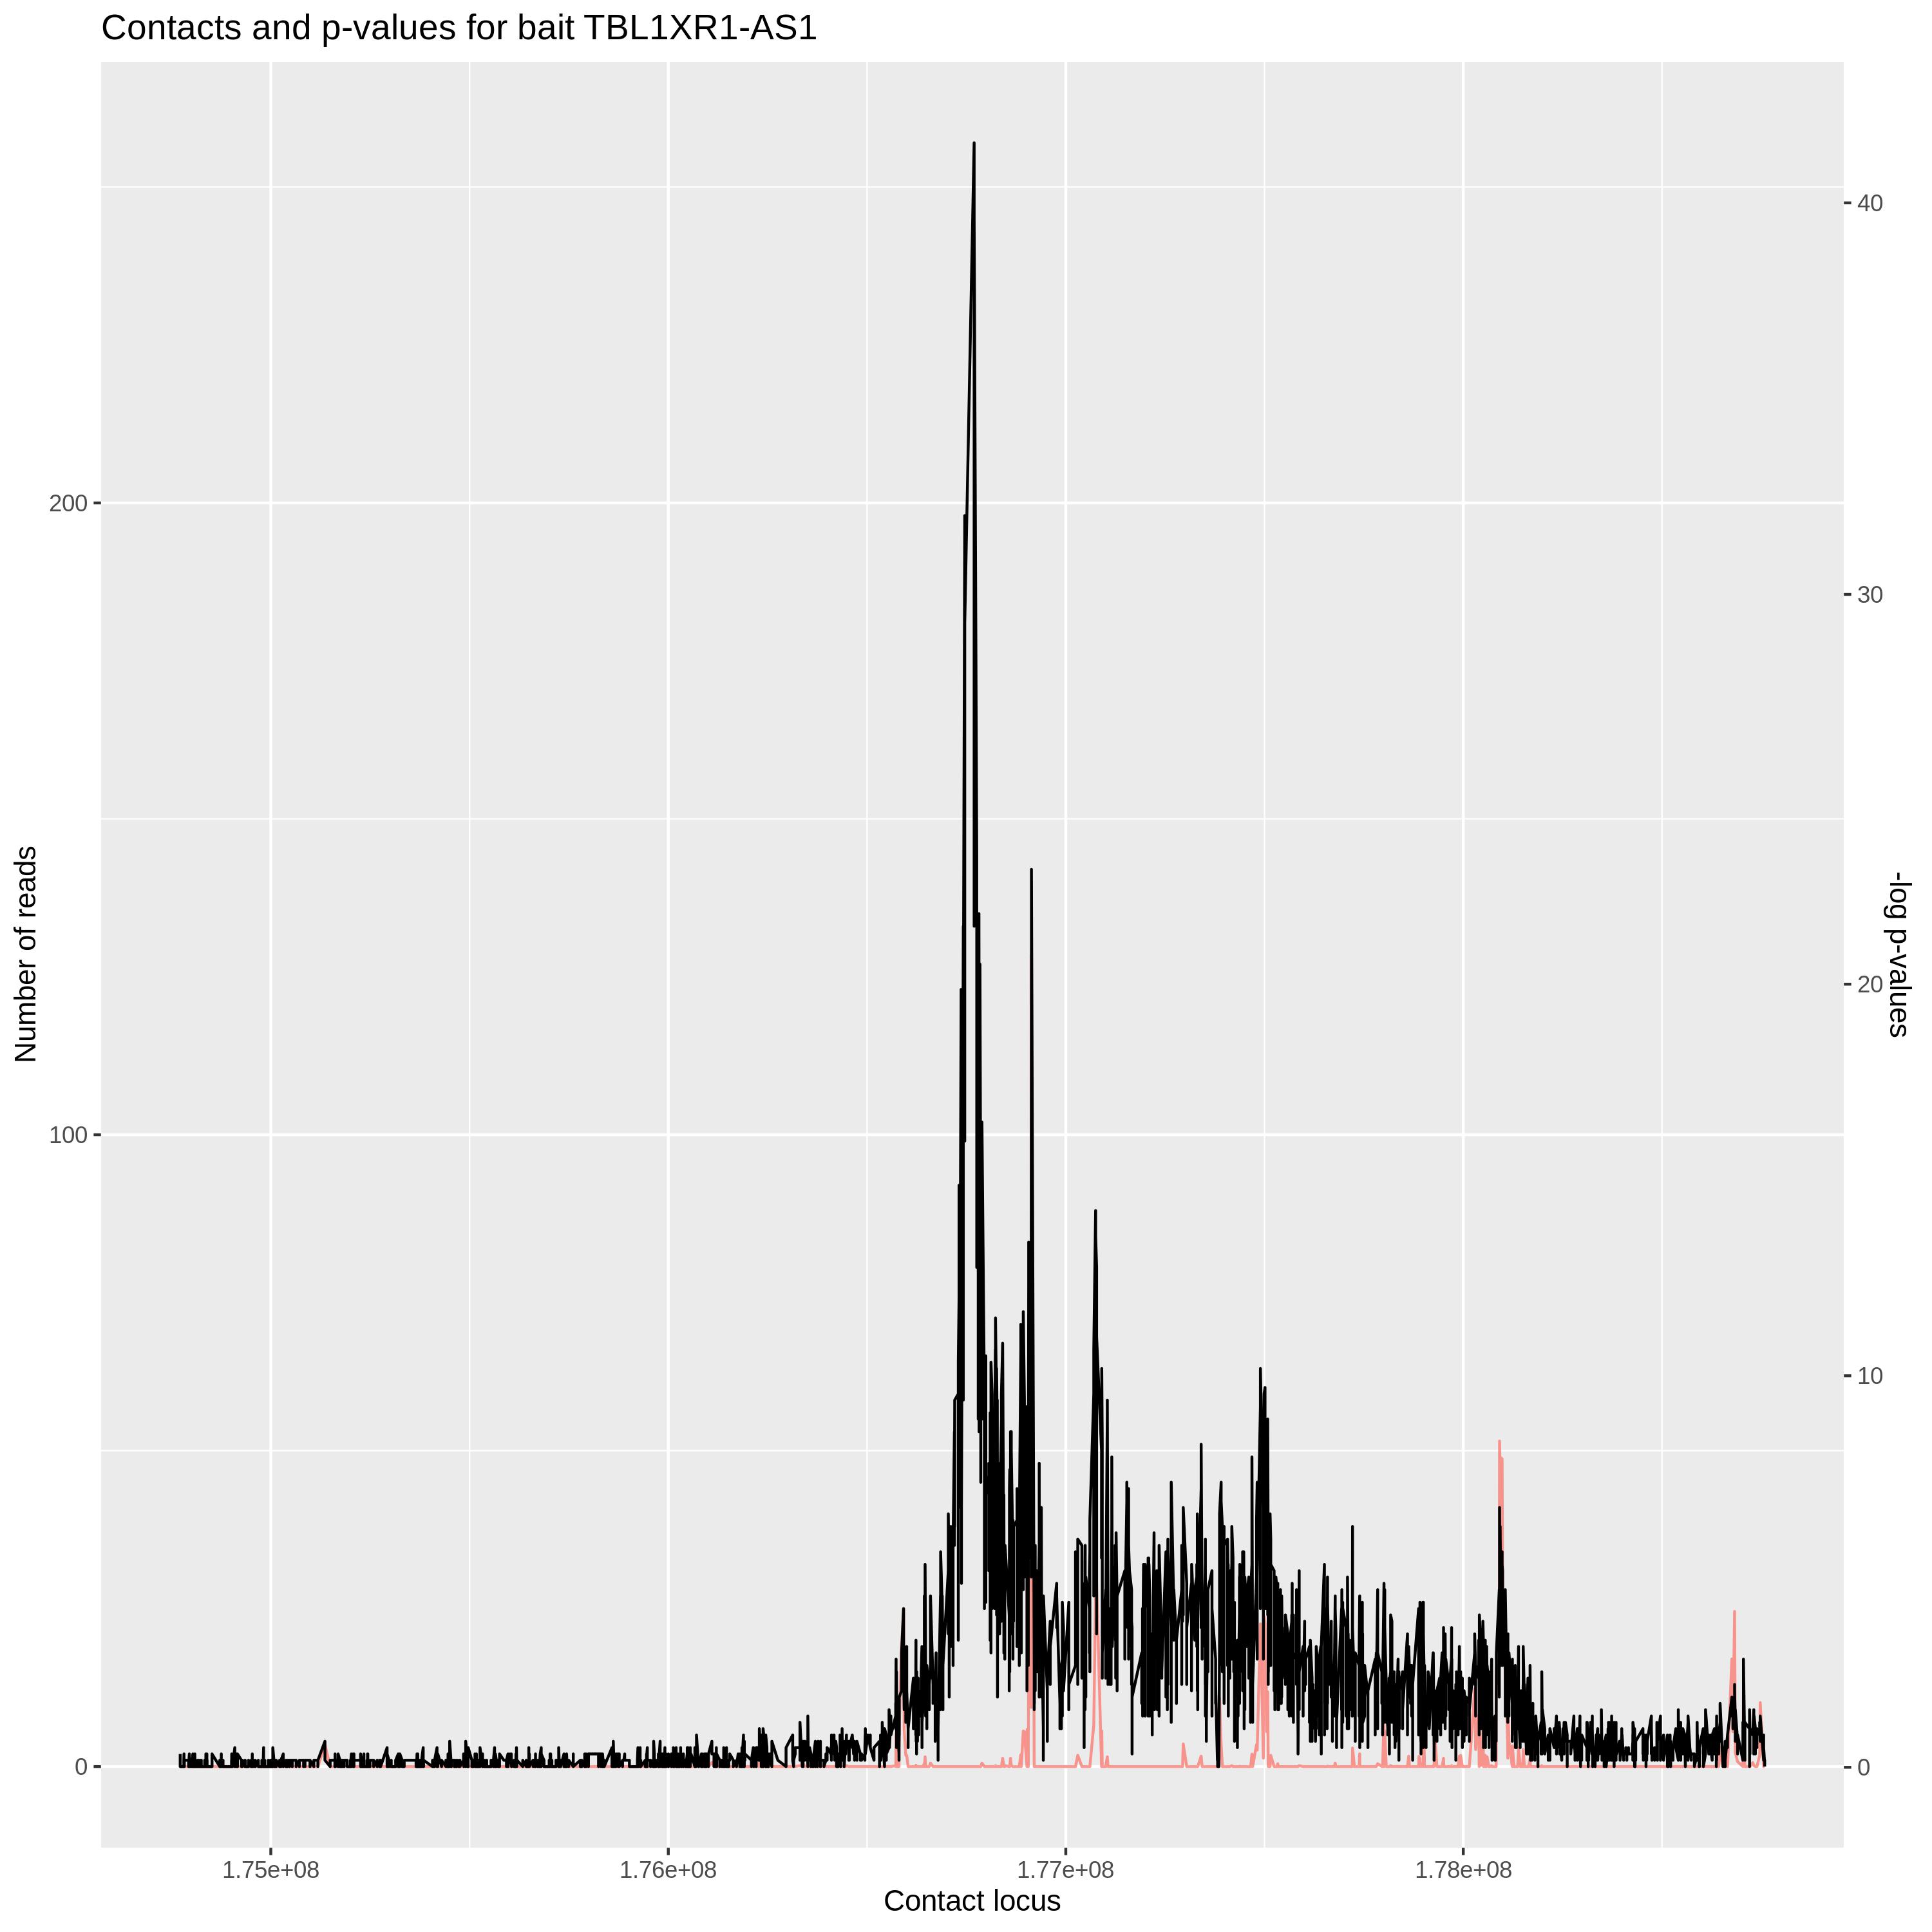 Contacts and p-values for bait TBL1XR1-AS1
Number of reads
200
100
0
40
30
20
10
0
-log p-values
1.75e+08
1.76e+08
1.77e+08
1.78e+08
Contact locus